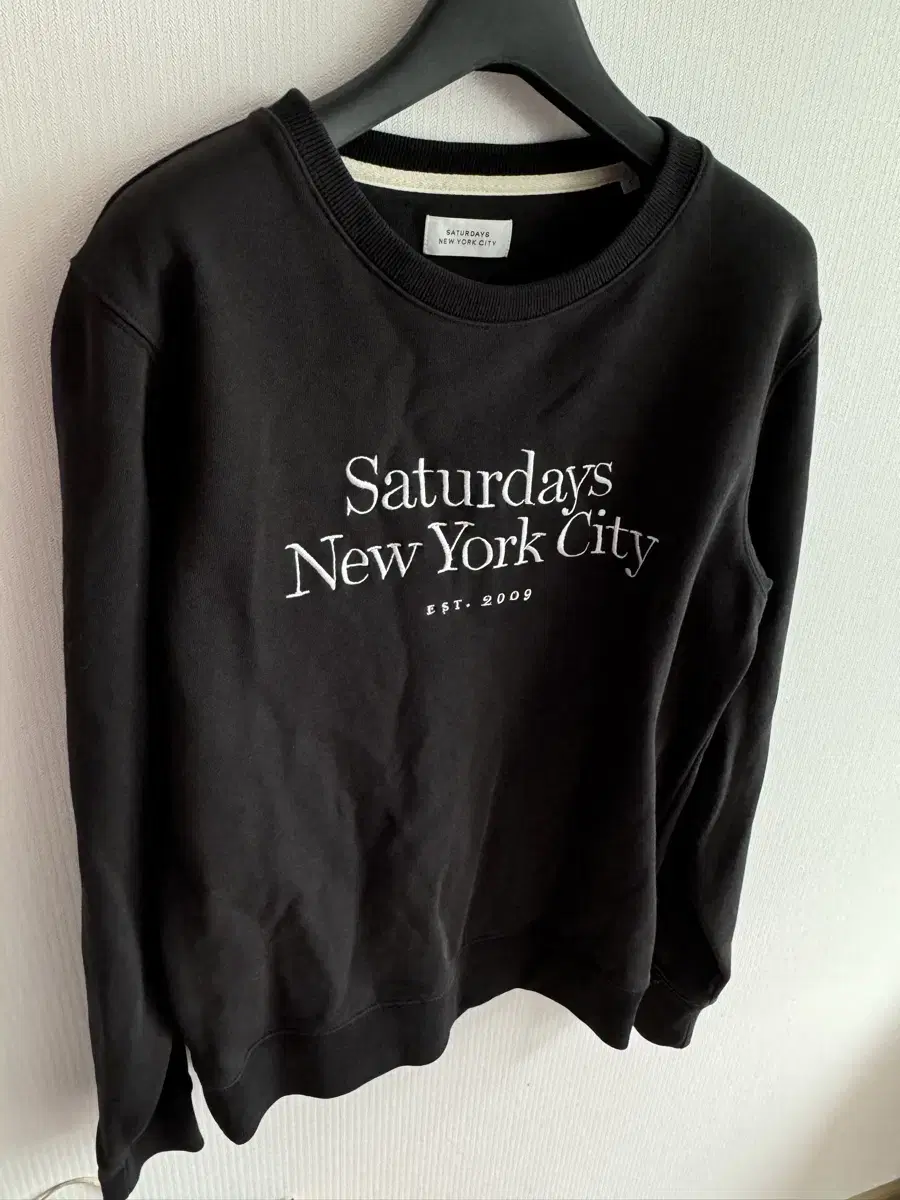 SATURDAYS
NEW YORK CITY
Saturdays
New York City
EST. 2009